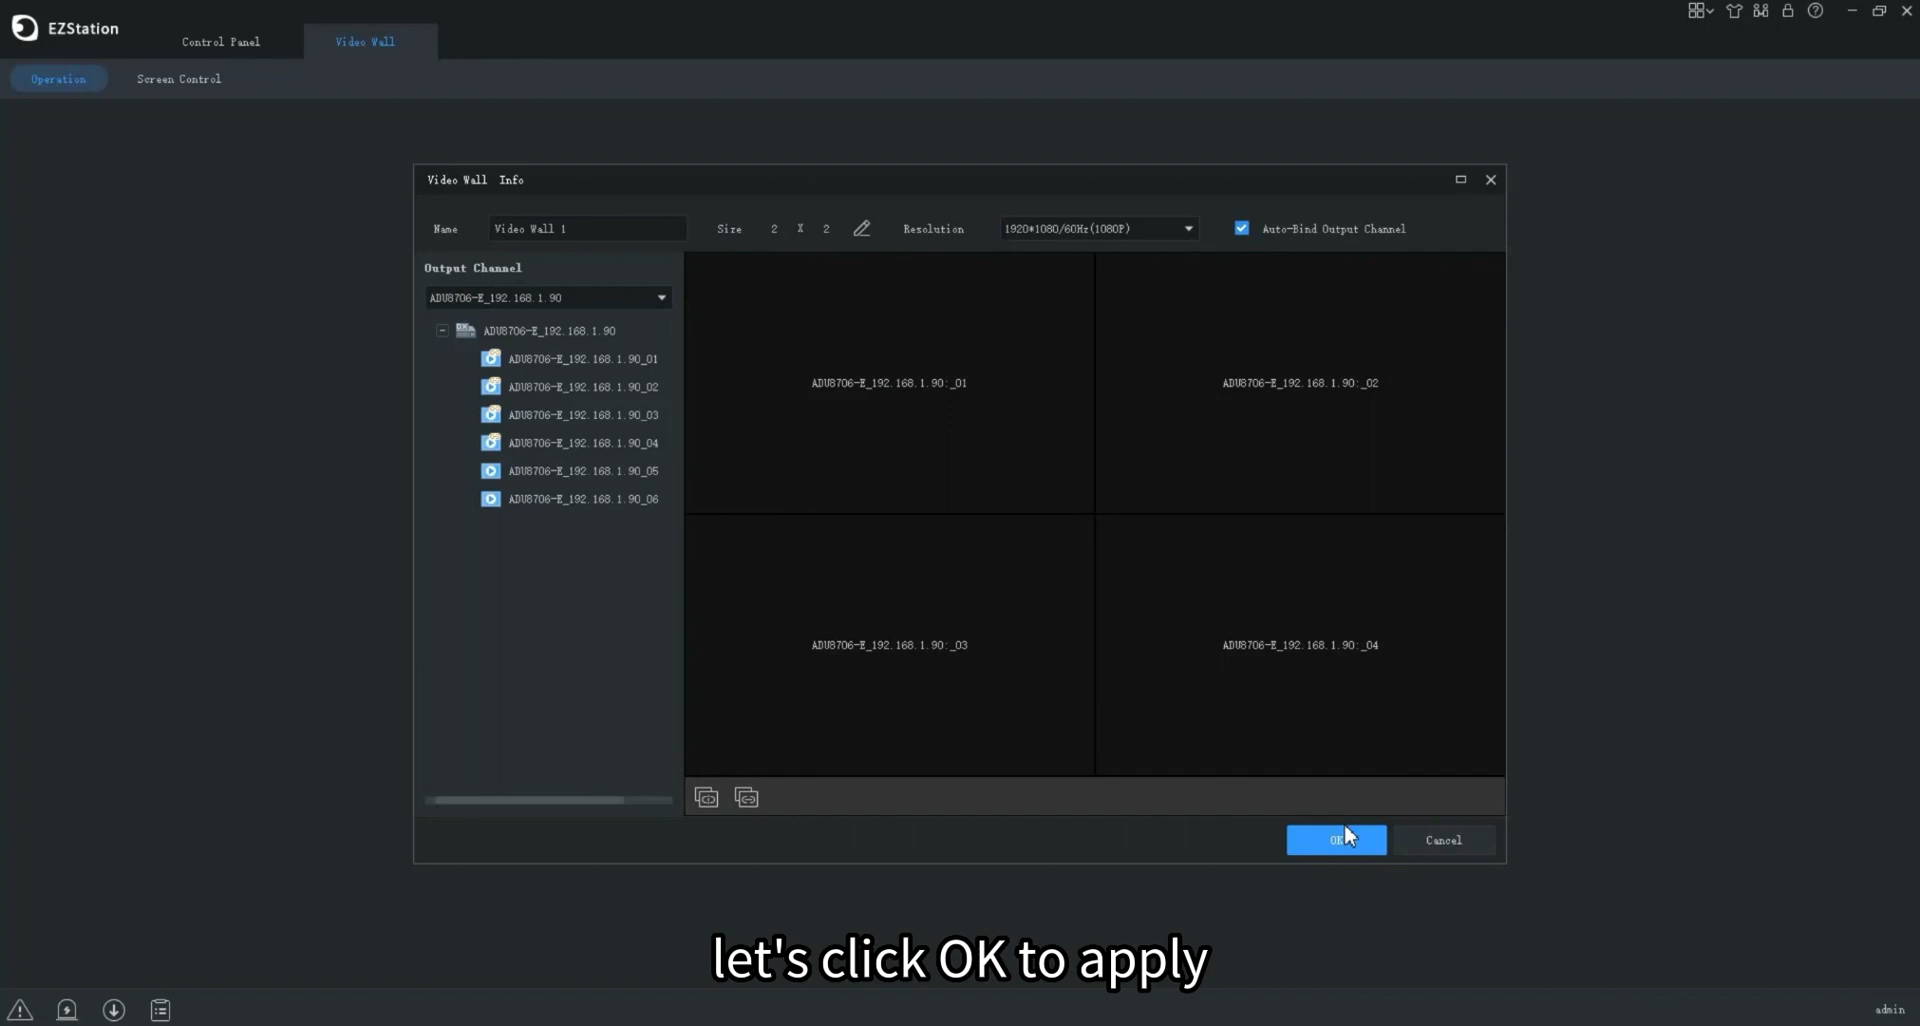 EZStation
Control Panel
Video Wall
Operation
Screen Control
Video Wall Info
Name
Video Wall 1
Size 2 X 2
Resolution
1920*1080/60Hz(1080P)
Auto-Bind Output Channel
Output Channel
ADU8706-E_192.168.1.90
ADU8706-E_192.168.1.90
ADU8706-E_192.168.1.90_01
ADU8706-E_192.168.1.90_02
ADU8706-E_192.168.1.90_03
ADU8706-E_192.168.1.90_04
ADU8706-E_192.168.1.90_05
ADU8706-E_192.168.1.90_06
ADU8706-E_192.168.1.90:_01
ADU8706-E_192.168.1.90:_02
ADU8706-E_192.168.1.90:_03
ADU8706-E_192.168.1.90:_04
OK
Cancel
let's click OK to apply
admin